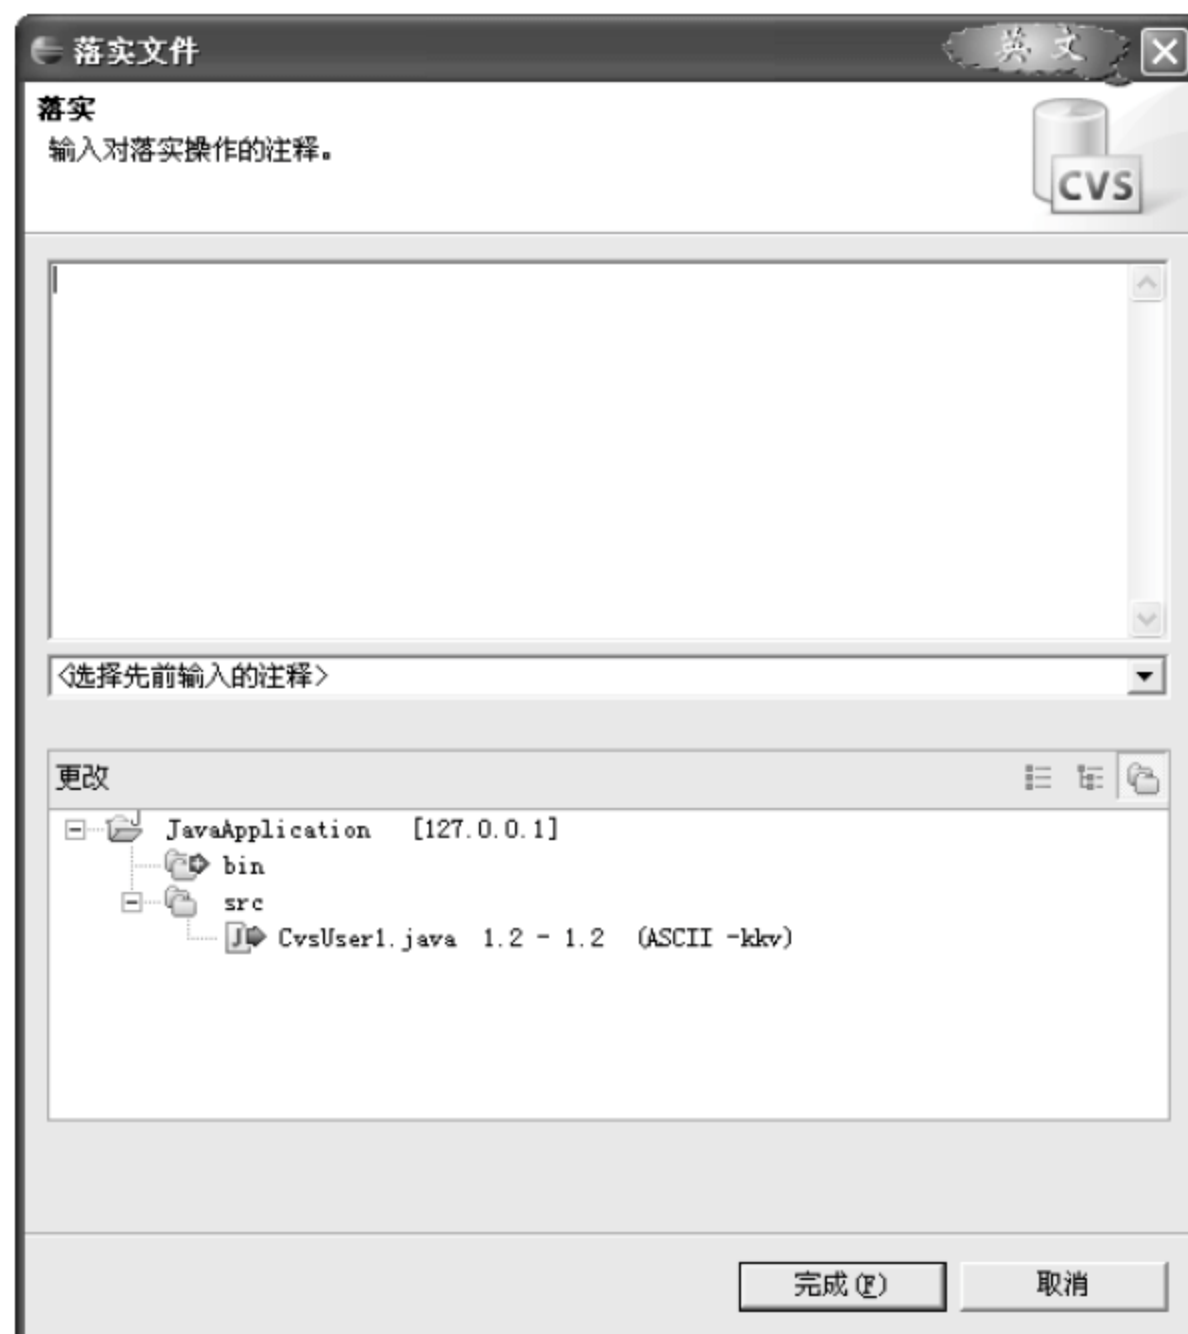 落实文件
英文
落实
输入对落实操作的注释。
CVS
<选择先前输入的注释>
更改
JavaApplication [127.0.0.1]
bin
src
CvsUser1.java 1.2 - 1.2 (ASCII -kkv)
完成(F) 取消